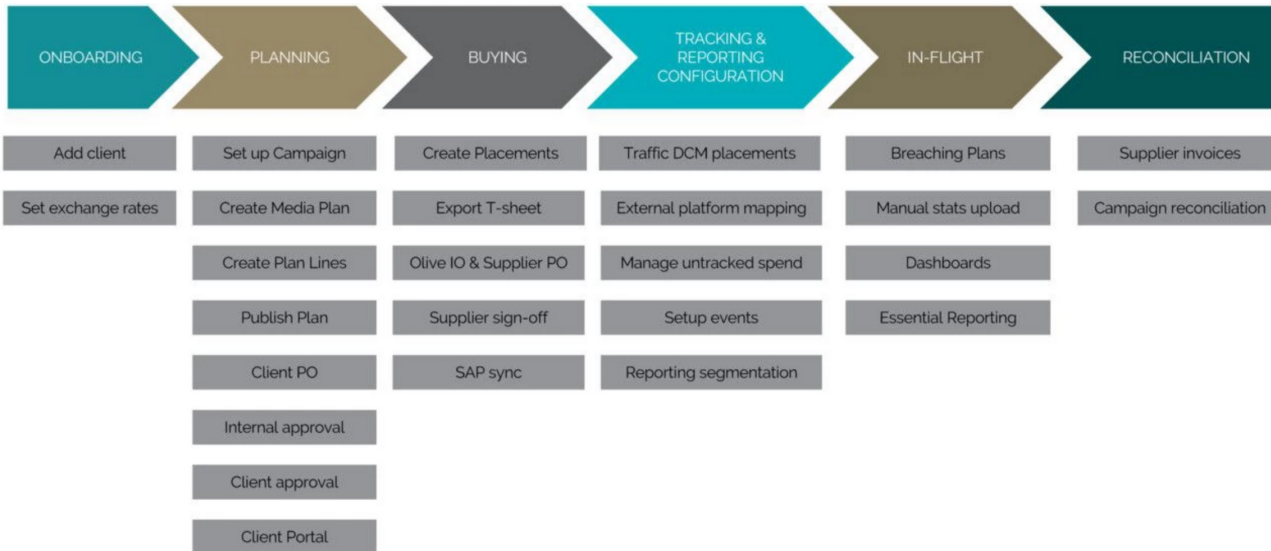 ONBOARDING
PLANNING
BUYING
TRACKING &
REPORTING
CONFIGURATION
IN-FLIGHT
RECONCILIATION
Add client
Set exchange rates
Set up Campaign
Create Media Plan
Create Plan Lines
Publish Plan
Client PO
Internal approval
Client approval
Client Portal
Create Placements
Export T-sheet
Olive IO & Supplier PO
Supplier sign-off
SAP sync
Traffic DCM placements
External platform mapping
Manage untracked spend
Setup events
Reporting segmentation
Breaching Plans
Manual stats upload
Dashboards
Essential Reporting
Supplier invoices
Campaign reconciliation